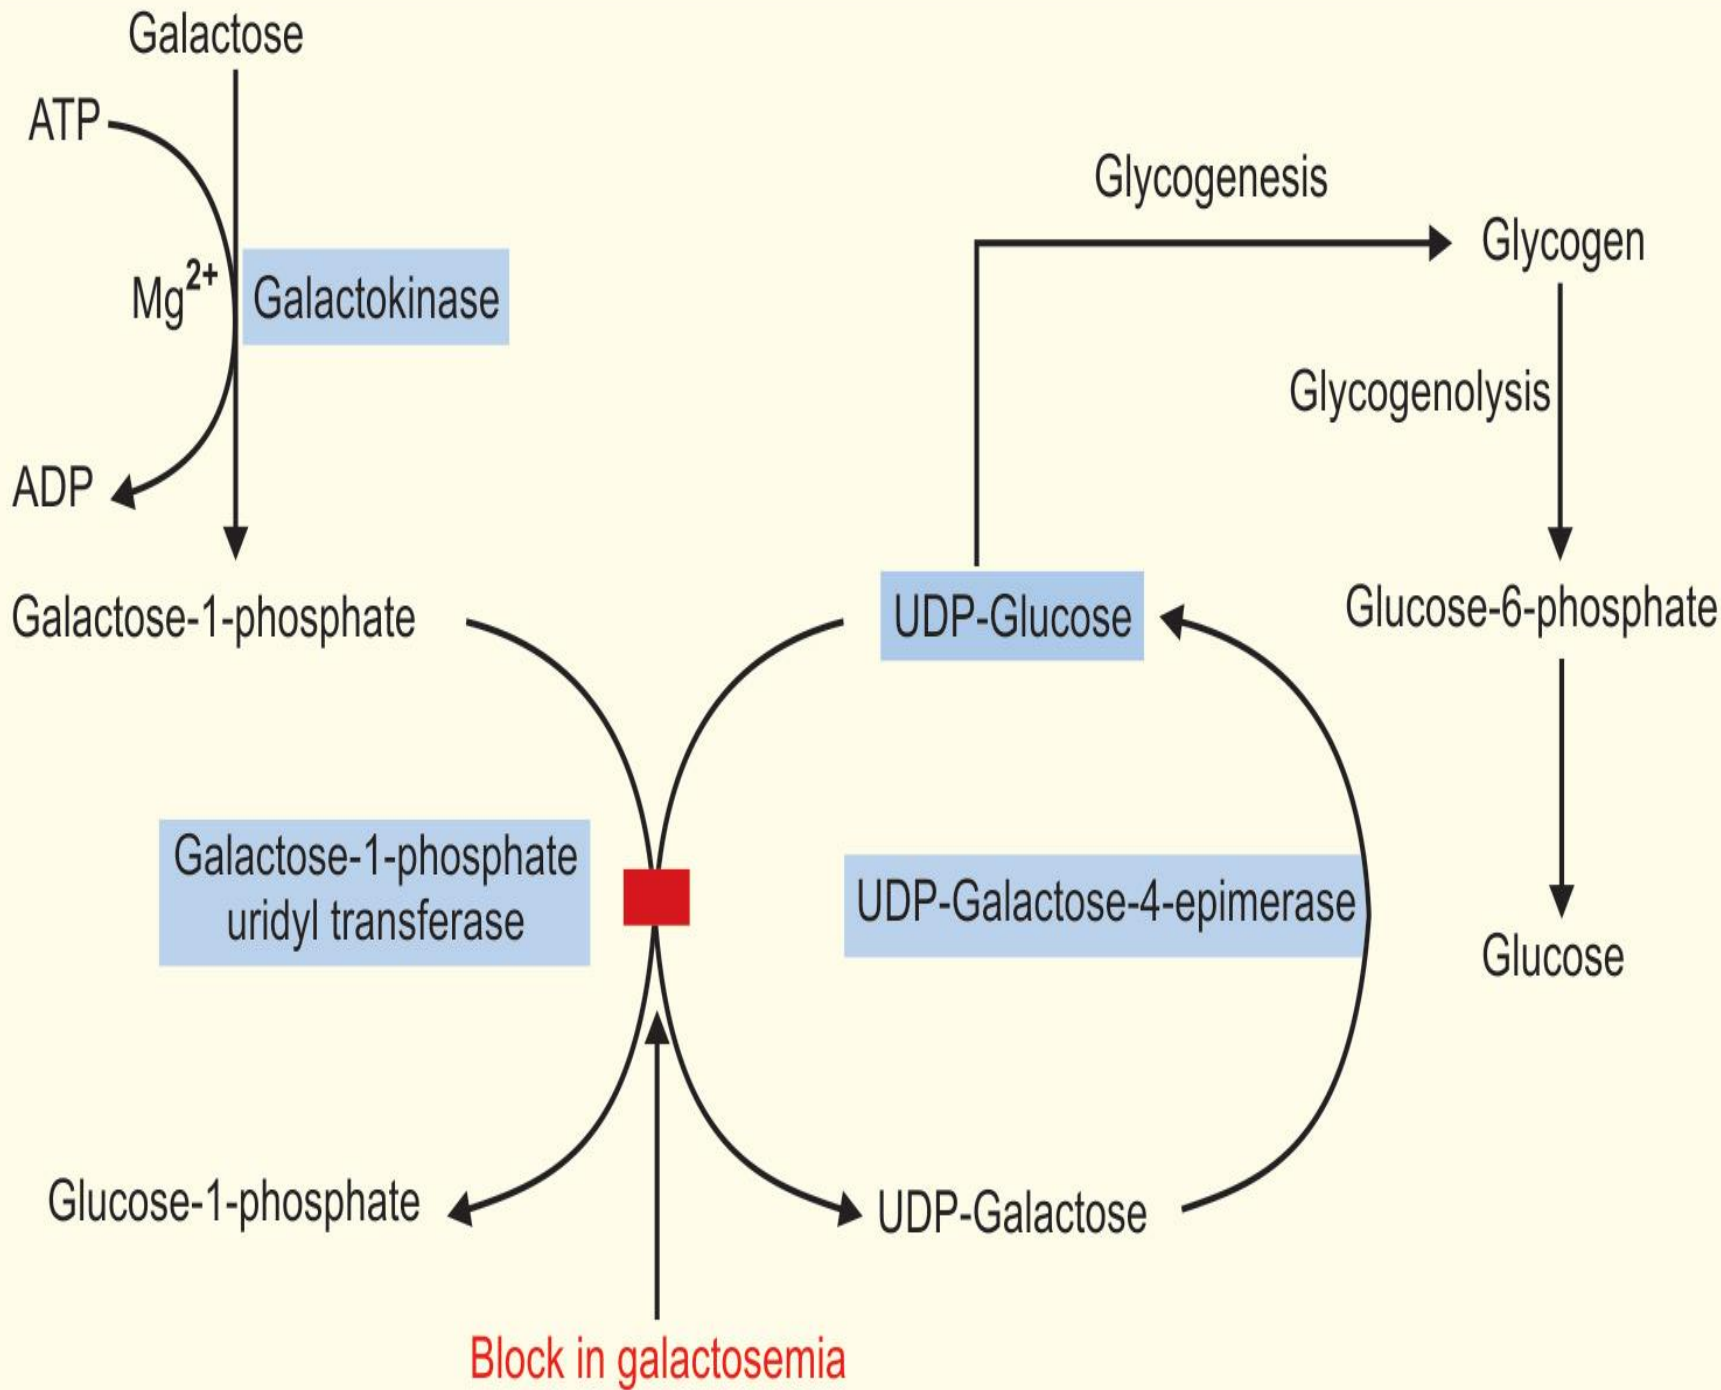 Galactose
ATP
Glycogenesis
Glycogen
Mg2+
Galactokinase
Glycogenolysis
ADP
Galactose-1-phosphate
UDP-Glucose
Glucose-6-phosphate
Galactose-1-phosphate
uridyl transferase
UDP-Galactose-4-epimerase
Glucose
Glucose-1-phosphate
UDP-Galactose
Block in galactosemia